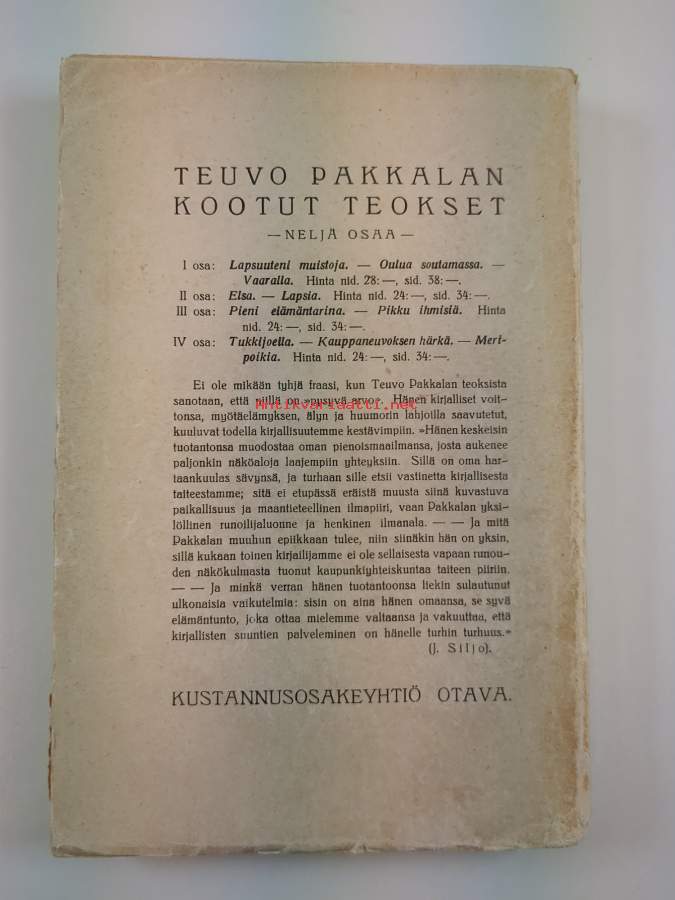 TEUVO PAKKALAN
KOOTUT TEOKSET
— NELJÄ OSAA —
I osa: Lapsuuteni muistoja. — Oulua soutamassa. —
Vaaralla. Hinta nid. 28: —, sid. 38: —.
II osa: Elsa. — Lapsia. Hinta nid. 24: —, sid. 34: —.
III osa: Pieni elämäntarina. — Pikku ihmisiä. Hinta
nid. 24: —, sid. 34: —.
IV osa: Tukkijoella. — Kauppaneuvoksen härkä. — Meri-
poikia. Hinta nid. 24: —, sid. 34: —.
Ei ole mikään tyhjä fraasi, kun Teuvo Pakkalan teoksista
sanotaan, että niillä on »pysyvä arvo». Hänen kirjalliset voit-
Antikvariaatti.net
tonsa, myötäelämyksen, älyn ja huumorin lahjoilla saavutetut,
kuuluvat todella kirjallisuutemme kestävimpiin. »Hänen keskeisin
tuotantonsa muodostaa oman pienoismaailmansa, josta aukenee
paljonkin näköaloja laajempiin yhteyksiin. Sillä on oma har-
taankuulas sävynsä, ja turhaan sille etsii vastinetta kirjallisesta
taiteestamme; sitä ei etupässä eräistä muusta siinä kuvastuva
paikallisuus ja maantieteellinen ilmapiiri, vaan Pakkalan yksi-
löllinen runoilijaluonne ja henkinen ilmanala. — — Ja mitä
Pakkalan muuhun epiikkaan tulee, niin siinäkin hän on yksin,
sillä kukaan toinen kirjailijamme ei ole sellaisesta vapaan runou-
den näkökulmasta tuonut kaupunkiyhteiskuntaa taiteen piiriin.
— — Ja minkä verran hänen tuotantoonsa liekin sulautunut
ulkonaisia vaikutelmia: sisin on aina hänen omaansa, se syvä
elämäntunto, joka ottaa mielemme valtaansa ja vakuuttaa, että
kirjallisten suuntien palveleminen on hänelle turhin turhuus.»
(J. Siljo).
KUSTANNUSOSAKEYHTIÖ OTAVA.